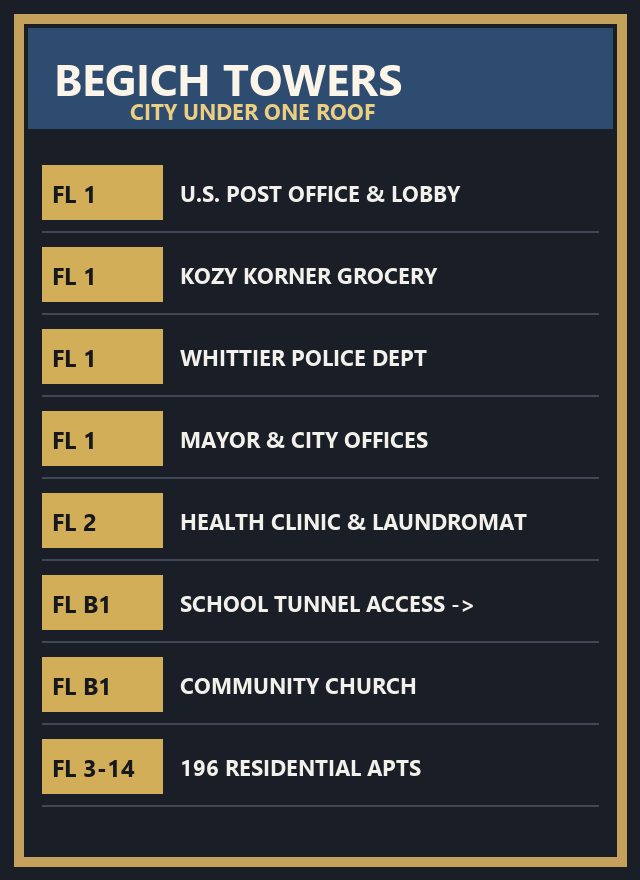 BEGICH TOWERS
CITY UNDER ONE ROOF
FL 1 U.S. POST OFFICE & LOBBY
FL 1 KOZY KORNER GROCERY
FL 1 WHITTIER POLICE DEPT
FL 1 MAYOR & CITY OFFICES
FL 2 HEALTH CLINIC & LAUNDROMAT
FL B1 SCHOOL TUNNEL ACCESS ->
FL B1 COMMUNITY CHURCH
FL 3-14 196 RESIDENTIAL APTS